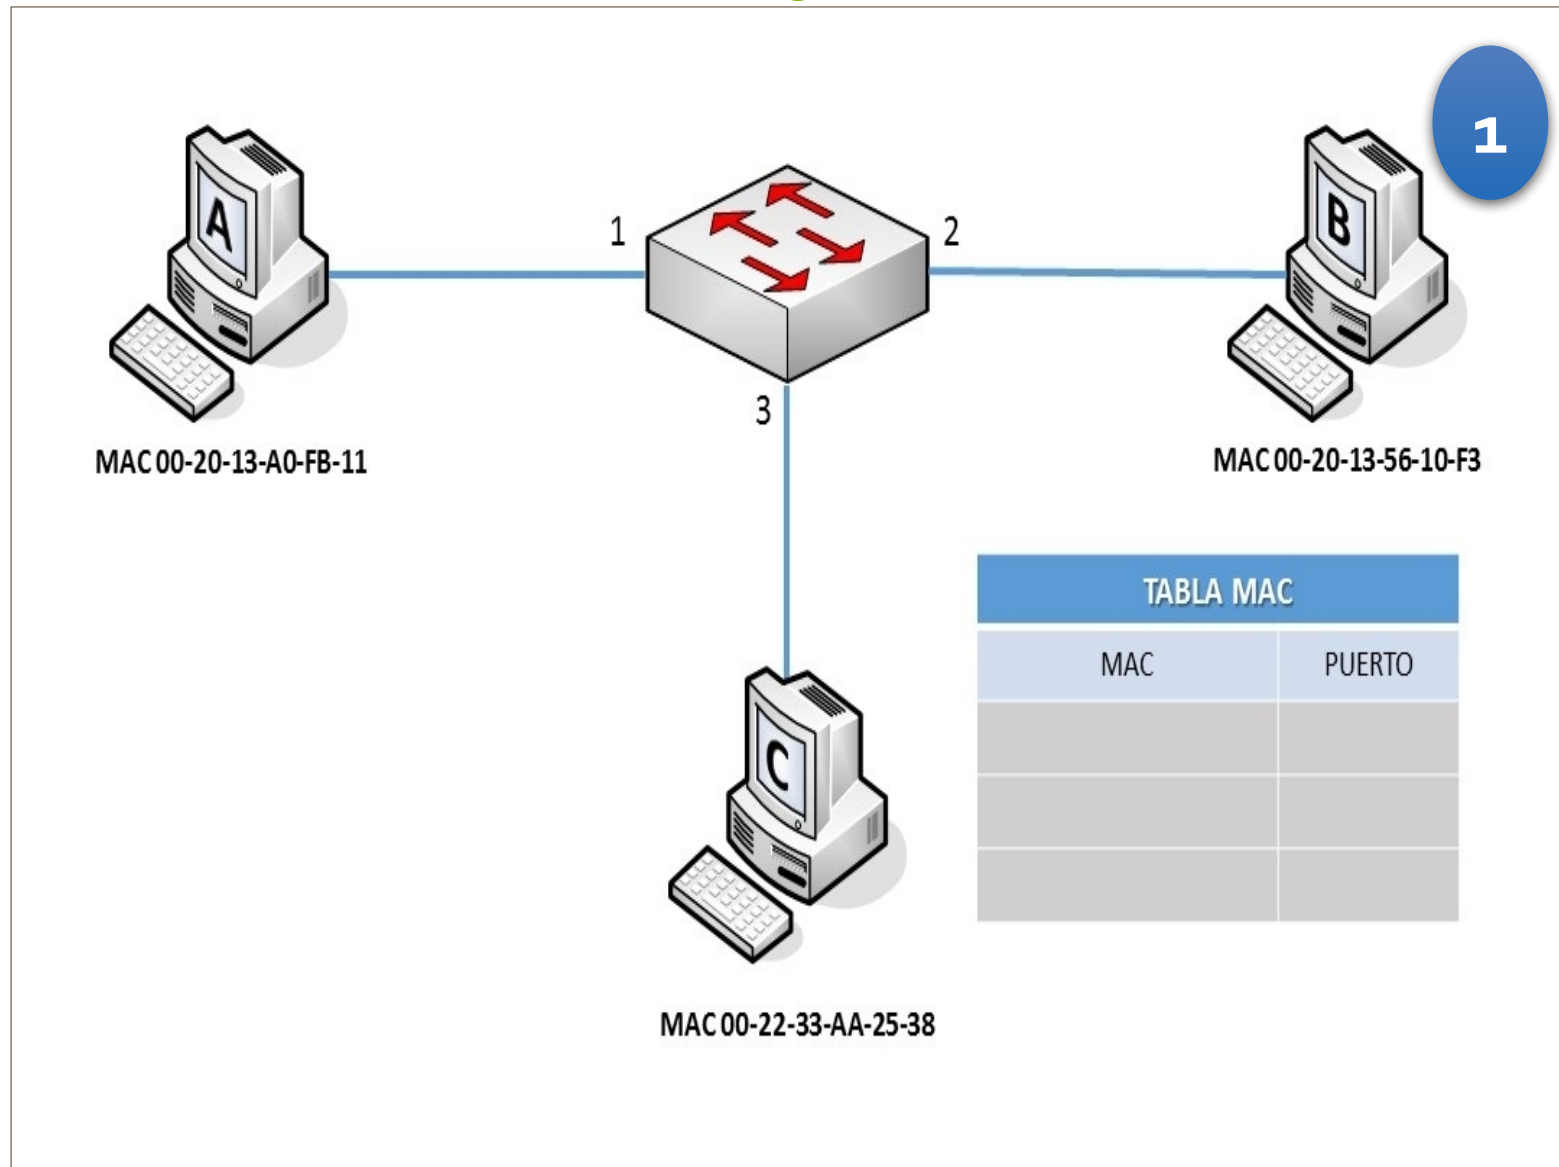 1
A
B
1
2
3
MAC 00-20-13-A0-FB-11
MAC 00-20-13-56-10-F3
TABLA MAC
MAC PUERTO
C
MAC 00-22-33-AA-25-38